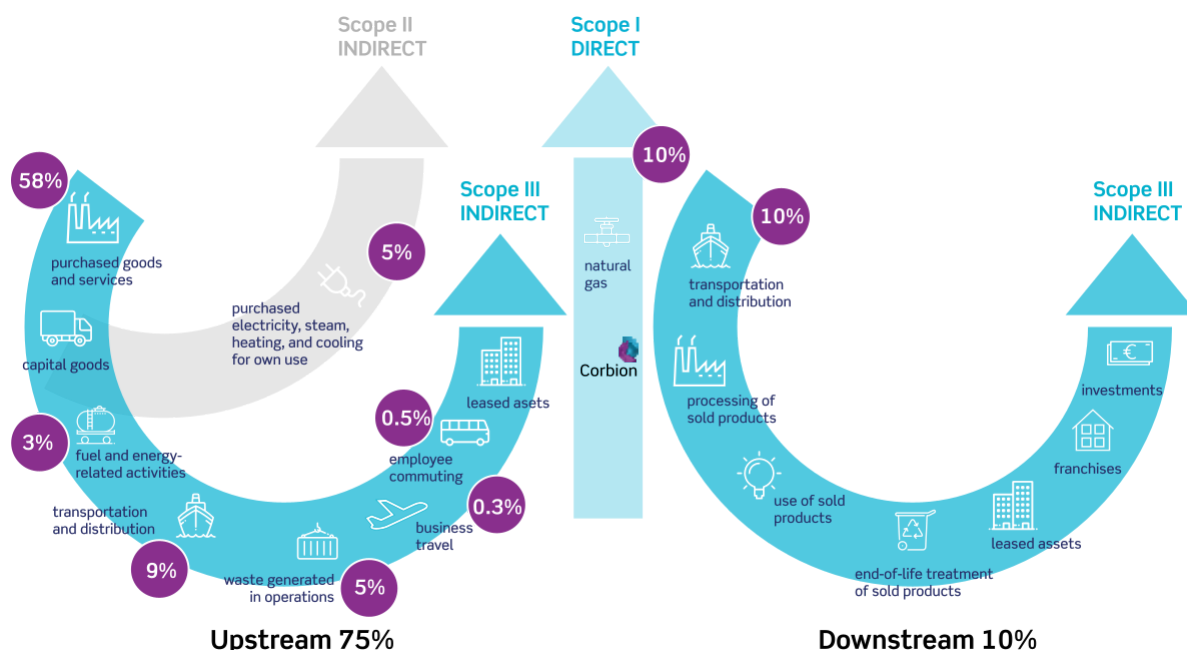 Scope II
INDIRECT
Scope I
DIRECT
58%
purchased goods
and services
capital goods
3%
fuel and energy-
related activities
transportation
and distribution
9%
waste generated
in operations
5%
business
travel
0.3%
0.5%
employee
commuting
leased asets
Scope III
INDIRECT
5%
purchased
electricity, steam,
heating, and cooling
for own use
10%
natural
gas
Corbion
10%
transportation
and distribution
processing of
sold products
use of sold
products
end-of-life treatment
of sold products
leased assets
franchises
€
investments
Scope III
INDIRECT
Upstream 75%
Downstream 10%